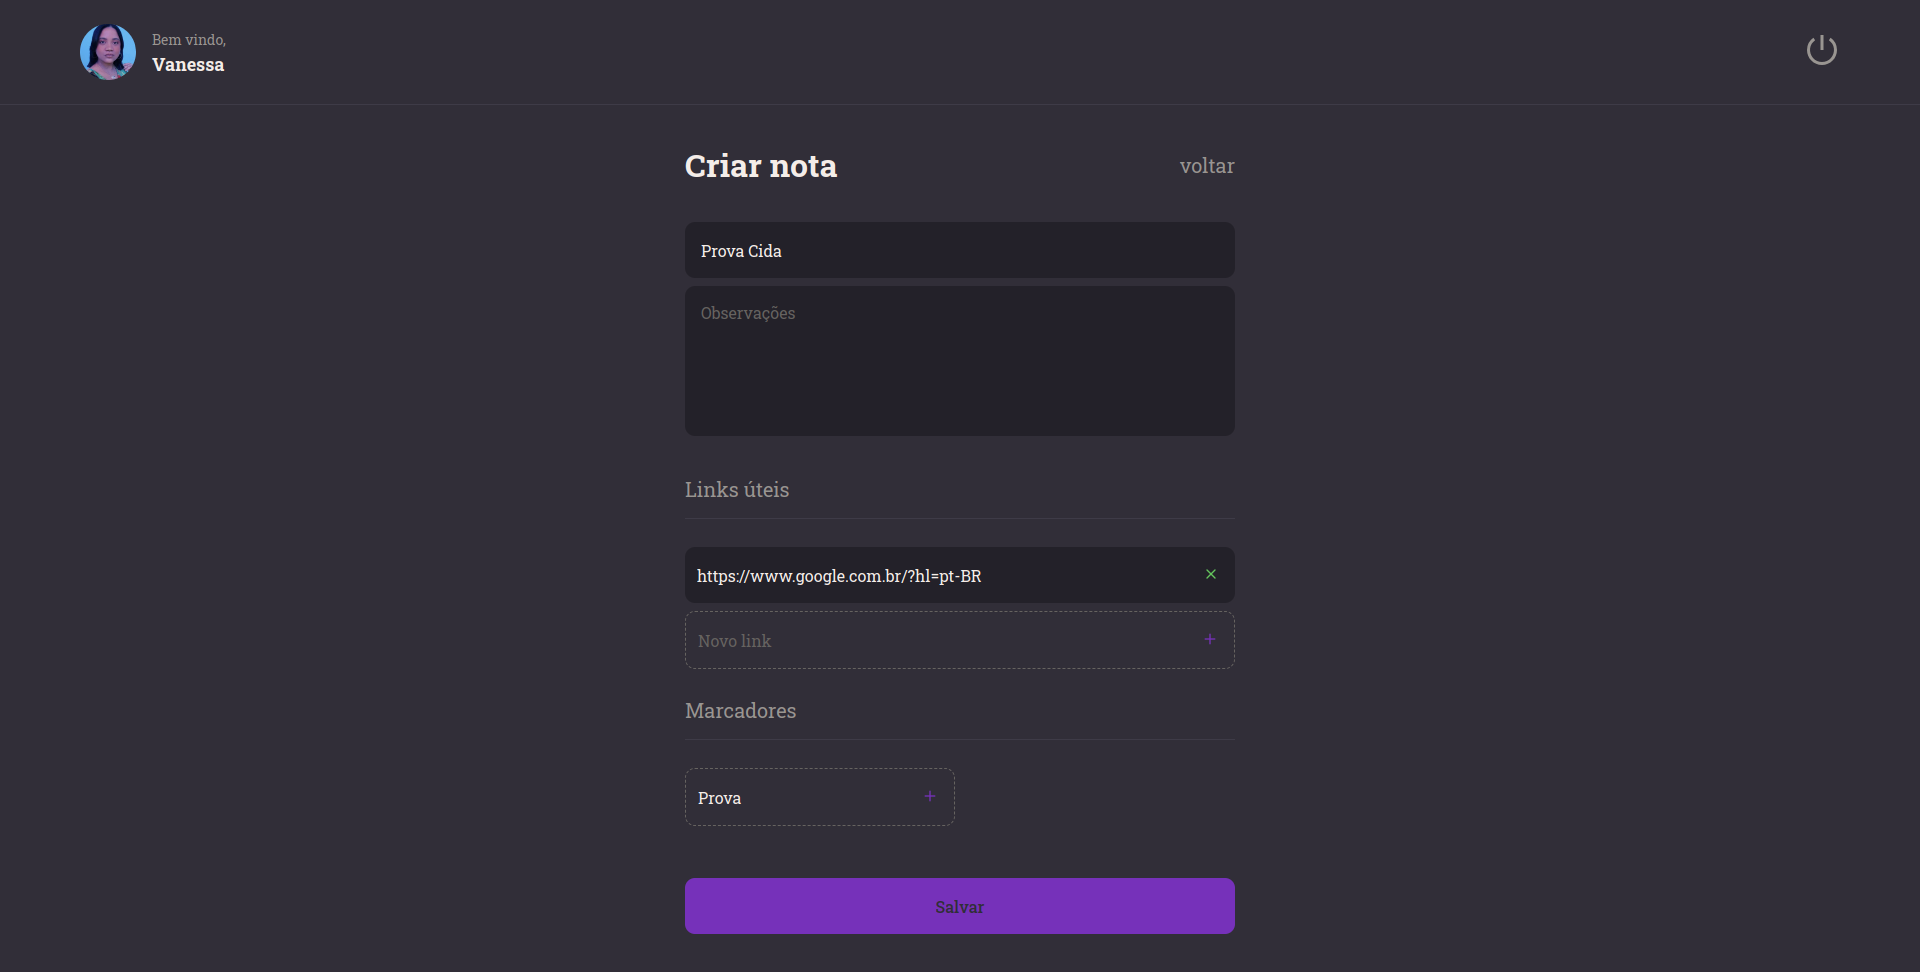 Bem vindo,
Vanessa
Criar nota
voltar
Prova Cida
Observações
Links úteis
https://www.google.com.br/?hl=pt-BR
Novo link
Marcadores
Prova
Salvar